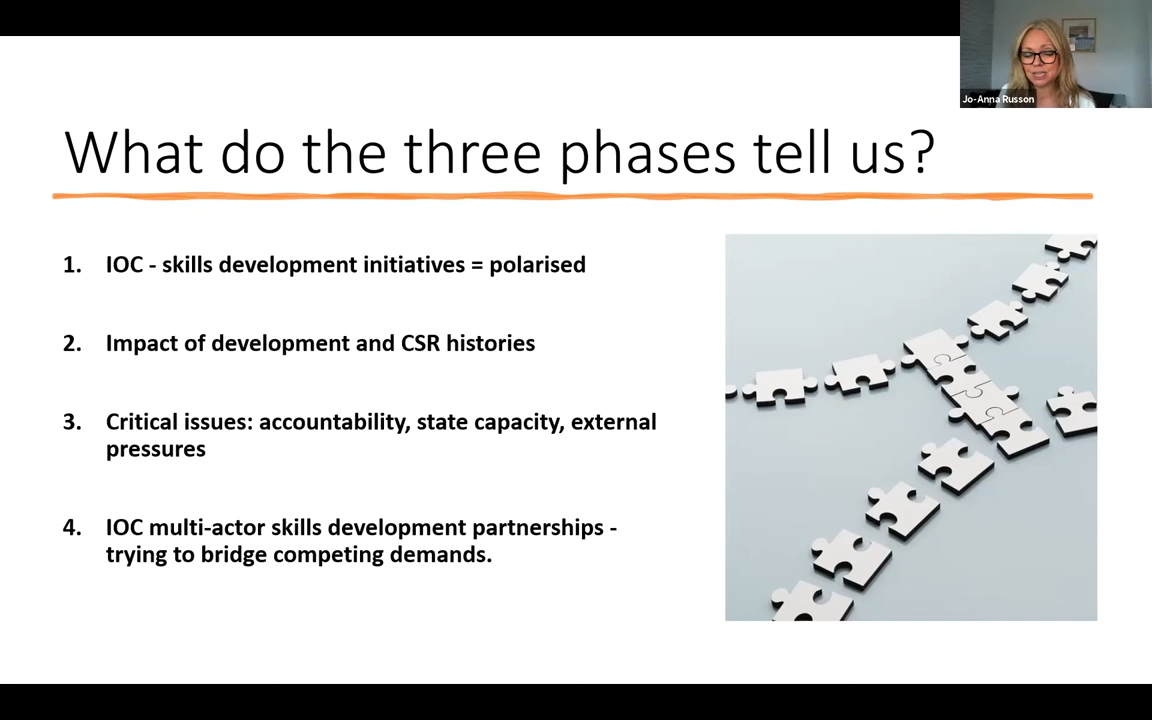 Jo-Anna Russon
What do the three phases tell us?
1. IOC - skills development initiatives = polarised
2. Impact of development and CSR histories
3. Critical issues: accountability, state capacity, external
pressures
4. IOC multi-actor skills development partnerships -
trying to bridge competing demands.